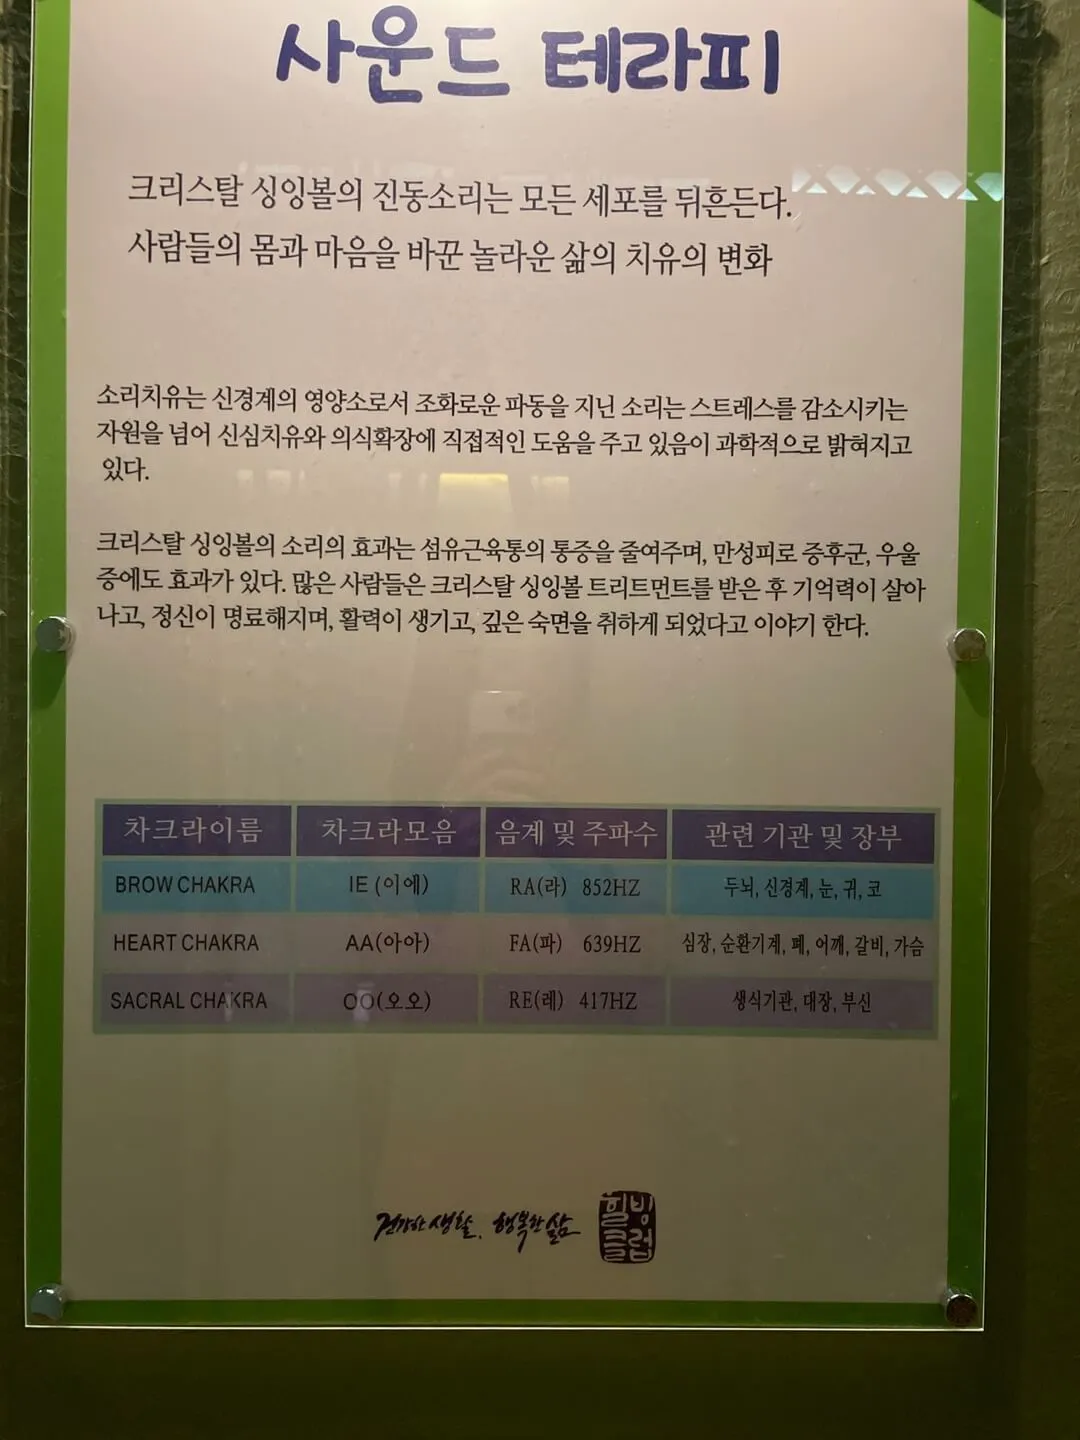 사운드 테라피
크리스탈 싱잉볼의 진동소리는 모든 세포를 뒤흔든다.
사람들의 몸과 마음을 바꾼 놀라운 삶의 치유의 변화
소리치유는 신경계의 영양소로서 조화로운 파동을 지닌 소리는 스트레스를 감소시키는
자원을 넘어 신심치유와 의식확장에 직접적인 도움을 주고 있음이 과학적으로 밝혀지고
있다.
크리스탈 싱잉볼의 소리의 효과는 섬유근육통의 통증을 줄여주며, 만성피로 증후군, 우울
증에도 효과가 있다. 많은 사람들은 크리스탈 싱잉볼 트리트먼트를 받은 후 기억력이 살아
나고, 정신이 명료해지며, 활력이 생기고, 깊은 숙면을 취하게 되었다고 이야기 한다.
차크라이름 차크라모음 음계 및 주파수 관련 기관 및 장부
BROW CHAKRA IE (이에) RA(라) 852HZ 두뇌, 신경계, 눈, 귀, 코
HEART CHAKRA AA(아아) FA(파) 639HZ 심장, 순환기계, 폐, 어깨, 갈비, 가슴
SACRAL CHAKRA OO(오오) RE(레) 417HZ 생식기관, 대장, 부신
건강한 생활, 행복한 삶 힐빙클럽